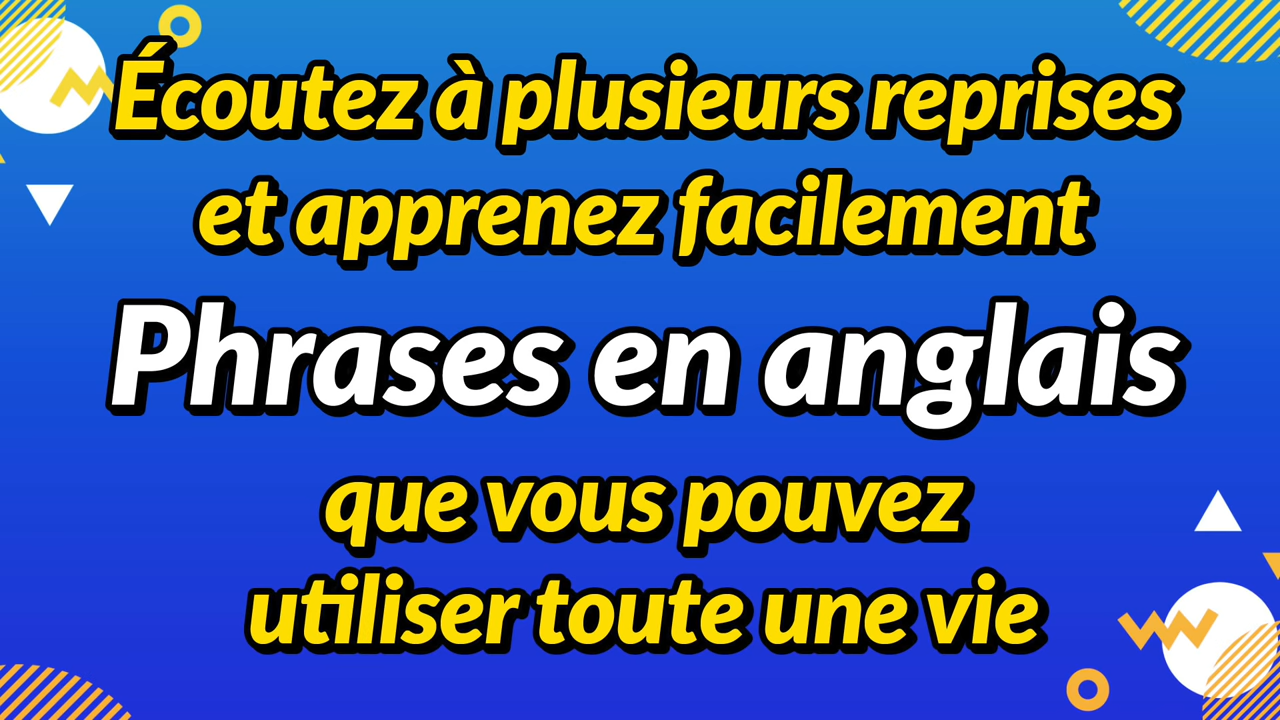 Écoutez à plusieurs reprises
et apprenez facilement
Phrases en anglais
que vous pouvez
utiliser toute une vie